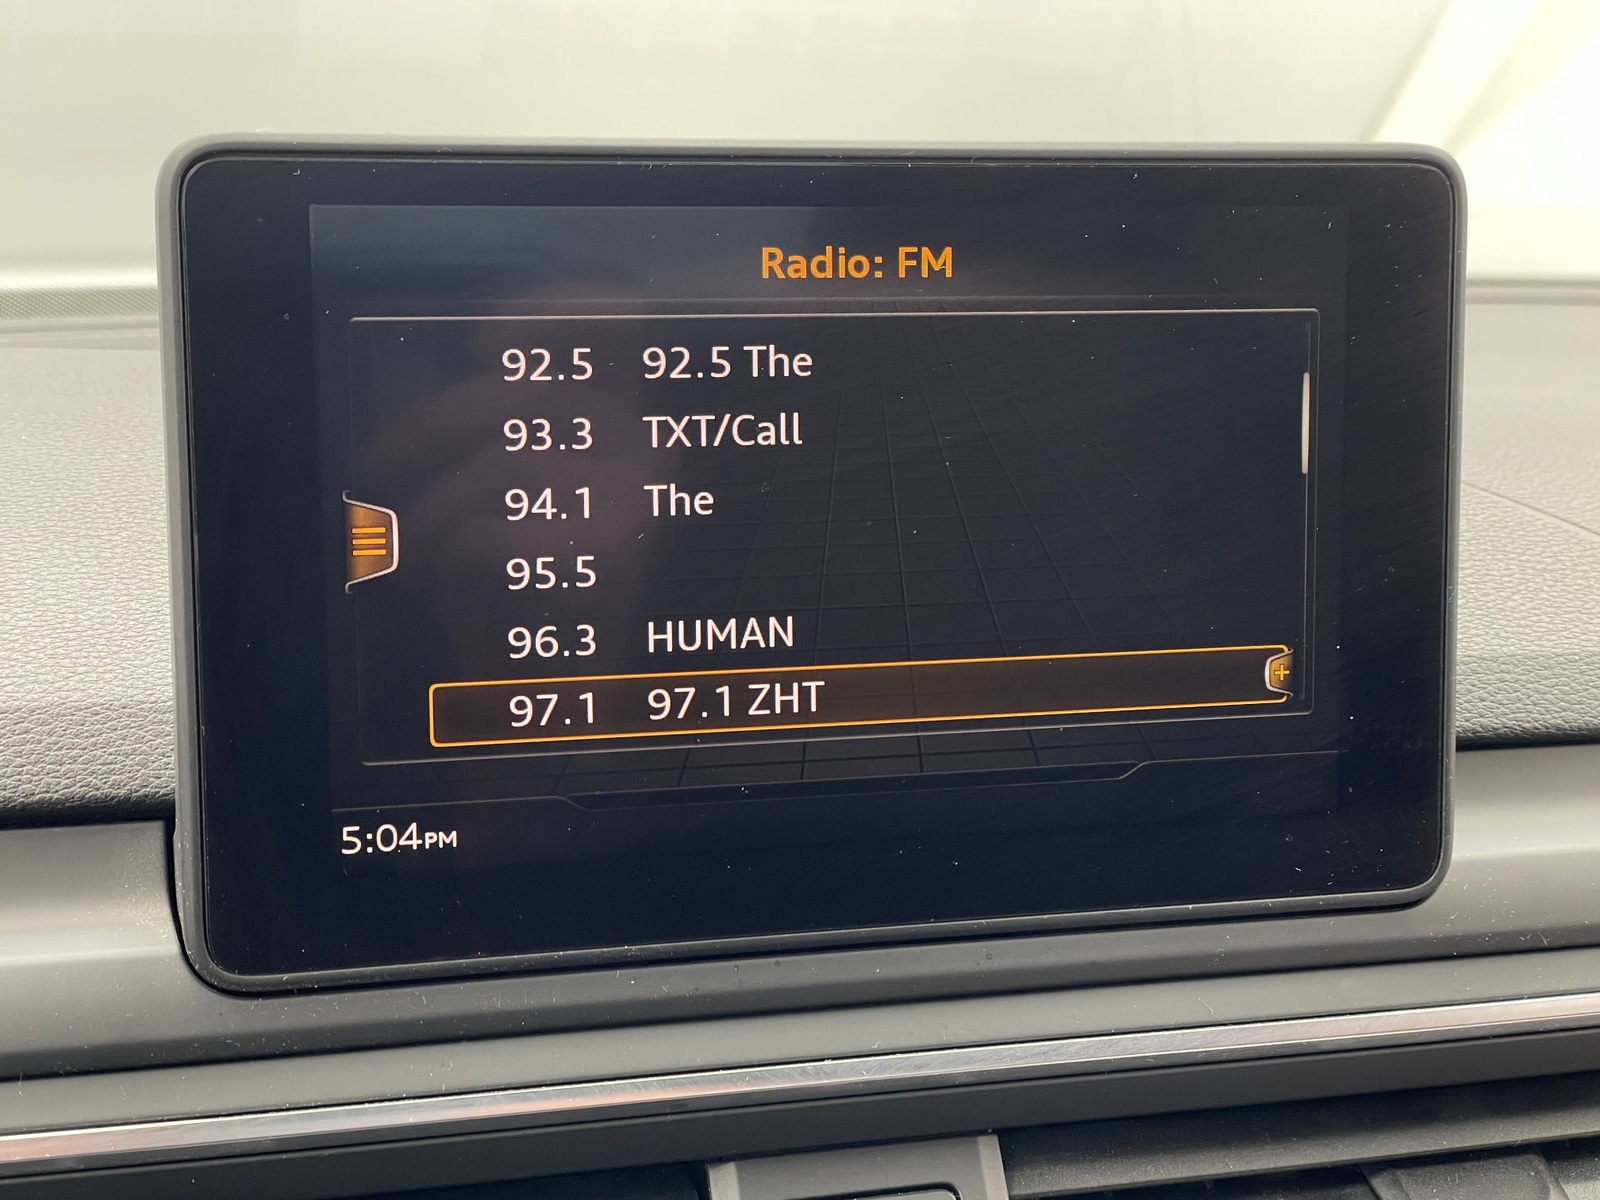 Radio: FM
92.5 92.5 The
93.3 TXT/Call
94.1 The
95.5
96.3 HUMAN
97.1 97.1 ZHT
5:04PM